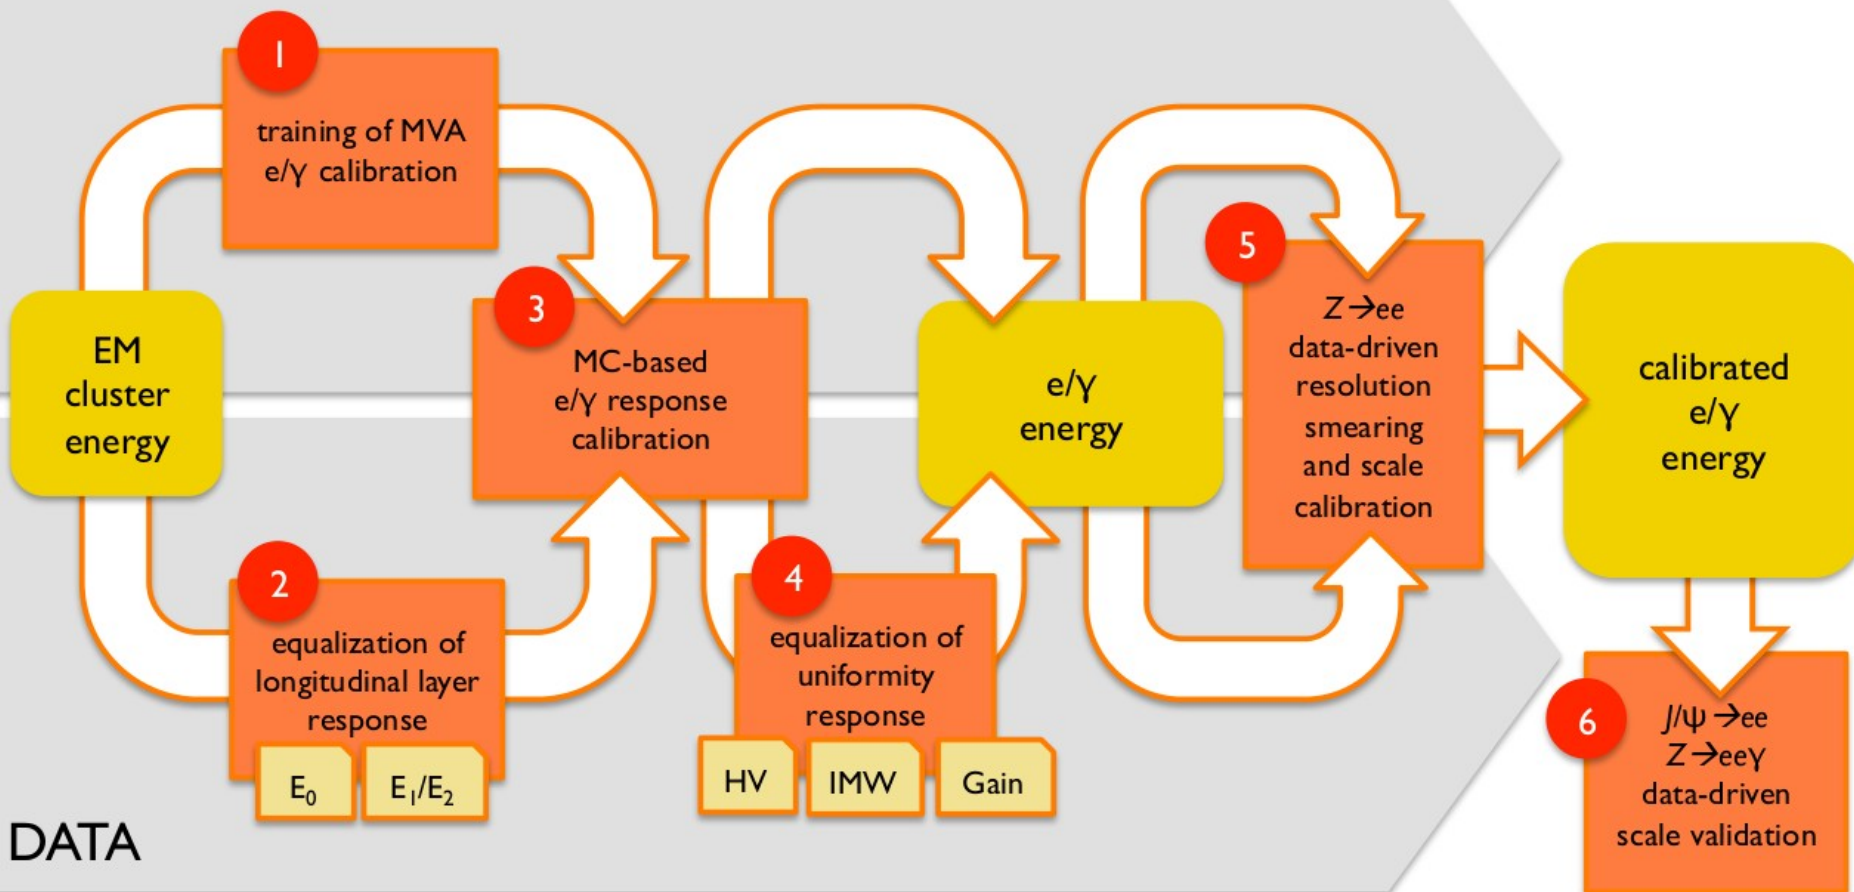 1
training of MVA
e/γ calibration
EM
cluster
energy
2
equalization of
longitudinal layer
response
E₀
E₁/E₂
3
MC-based
e/γ response
calibration
4
equalization of
uniformity
response
HV
IMW
Gain
e/γ
energy
5
Z→ee
data-driven
resolution
smearing
and scale
calibration
calibrated
e/γ
energy
6
J/ψ→ee
Z→eeγ
data-driven
scale validation
DATA